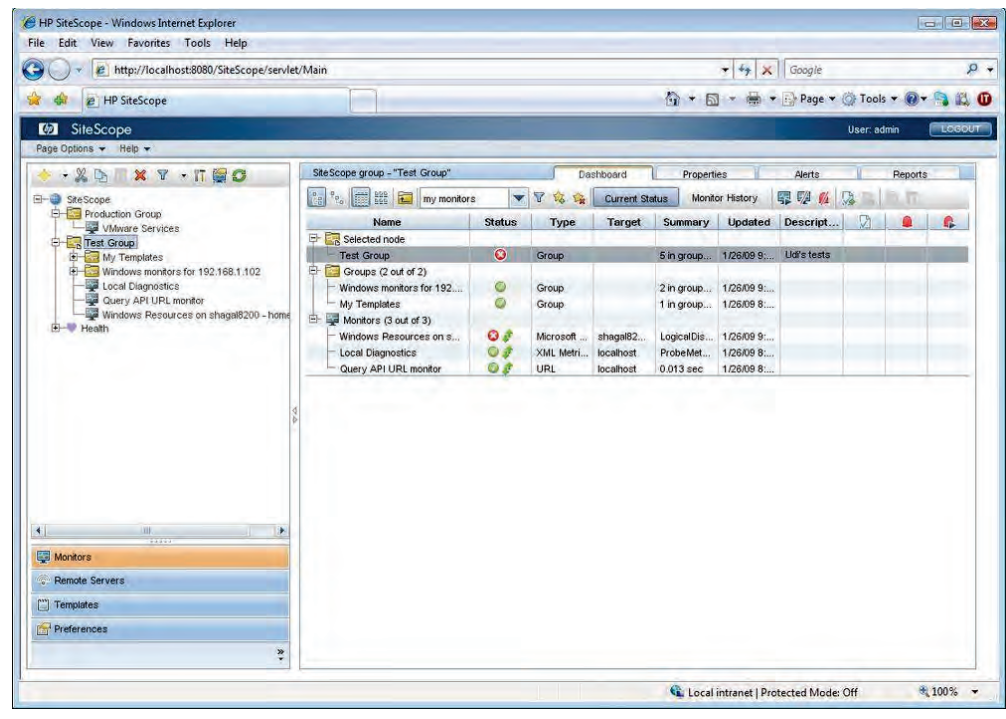 HP SiteScope - Windows Internet Explorer
File Edit View Favorites Tools Help
http://localhost:8080/SiteScope/servlet/Main
Google
HP SiteScope
Page Tools
SiteScope
User: admin LOGOUT
Page Options Help
SiteScope
Production Group
VMware Services
Test Group
My Templates
Windows monitors for 192.168.1.102
Local Diagnostics
Query API URL monitor
Windows Resources on shagal8200 - home
Health
Monitors
Remote Servers
Templates
Preferences
SiteScope group - "Test Group" Dashboard Properties Alerts Reports
my monitors Current Status Monitor History
Name Status Type Target Summary Updated Descript...
Selected node
Test Group Group 5 in group... 1/26/09 9:... Udi's tests
Groups (2 out of 2)
Windows monitors for 192.... Group 2 in group... 1/26/09 9:...
My Templates Group 1 in group... 1/26/09 8:...
Monitors (3 out of 3)
Windows Resources on s... Microsoft ... shagal82... LogicalDis... 1/26/09 9:...
Local Diagnostics XML Metri... localhost ProbeMet... 1/26/09 8:...
Query API URL monitor URL localhost 0.013 sec 1/26/09 8:...
Local intranet | Protected Mode: Off 100%